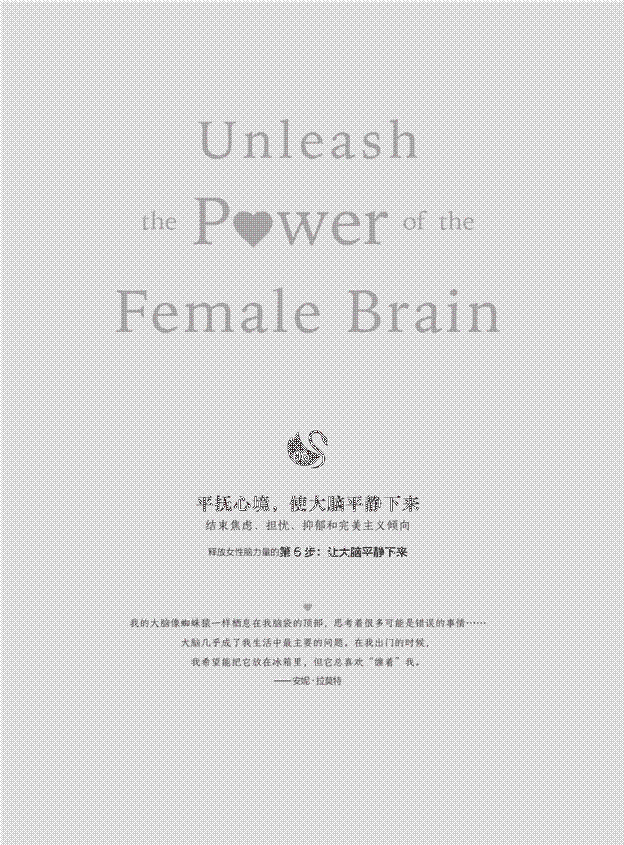 Unleash
the Power of the
Female Brain
平抚心境，使大脑平静下来
结束焦虑、担忧、抑郁和完美主义倾向
释放女性脑力量的第 5 步：让大脑平静下来
我的大脑像蜘蛛猿一样栖息在我脑袋的顶部，思考着很多可能是错误的事情……
大脑几乎成了我生活中最主要的问题。在我出门的时候，
我希望能把它放在冰箱里，但它总喜欢“缠着”我。
——安妮·拉莫特